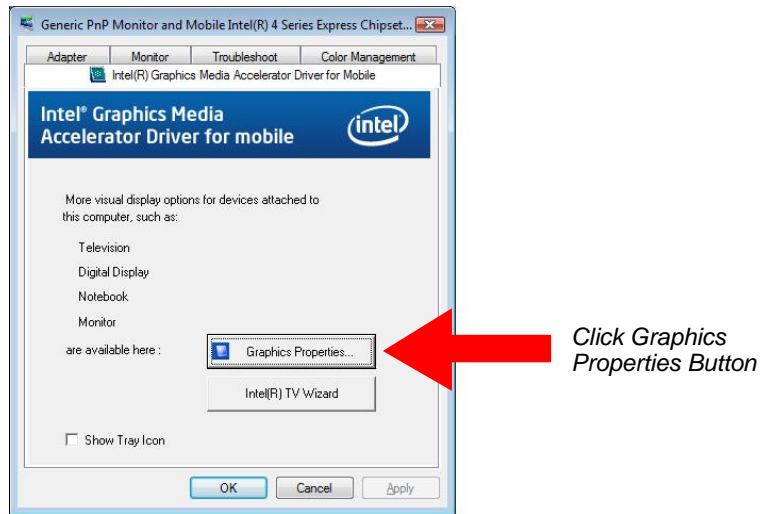 Generic PnP Monitor and Mobile Intel(R) 4 Series Express Chipset...
Adapter
Monitor
Troubleshoot
Color Management
Intel(R) Graphics Media Accelerator Driver for Mobile
Intel® Graphics Media
Accelerator Driver for mobile
intel
More visual display options for devices attached to
this computer, such as:
Television
Digital Display
Notebook
Monitor
are available here :
Graphics Properties...
Intel(R) TV Wizard
Show Tray Icon
OK
Cancel
Apply
Click Graphics
Properties Button